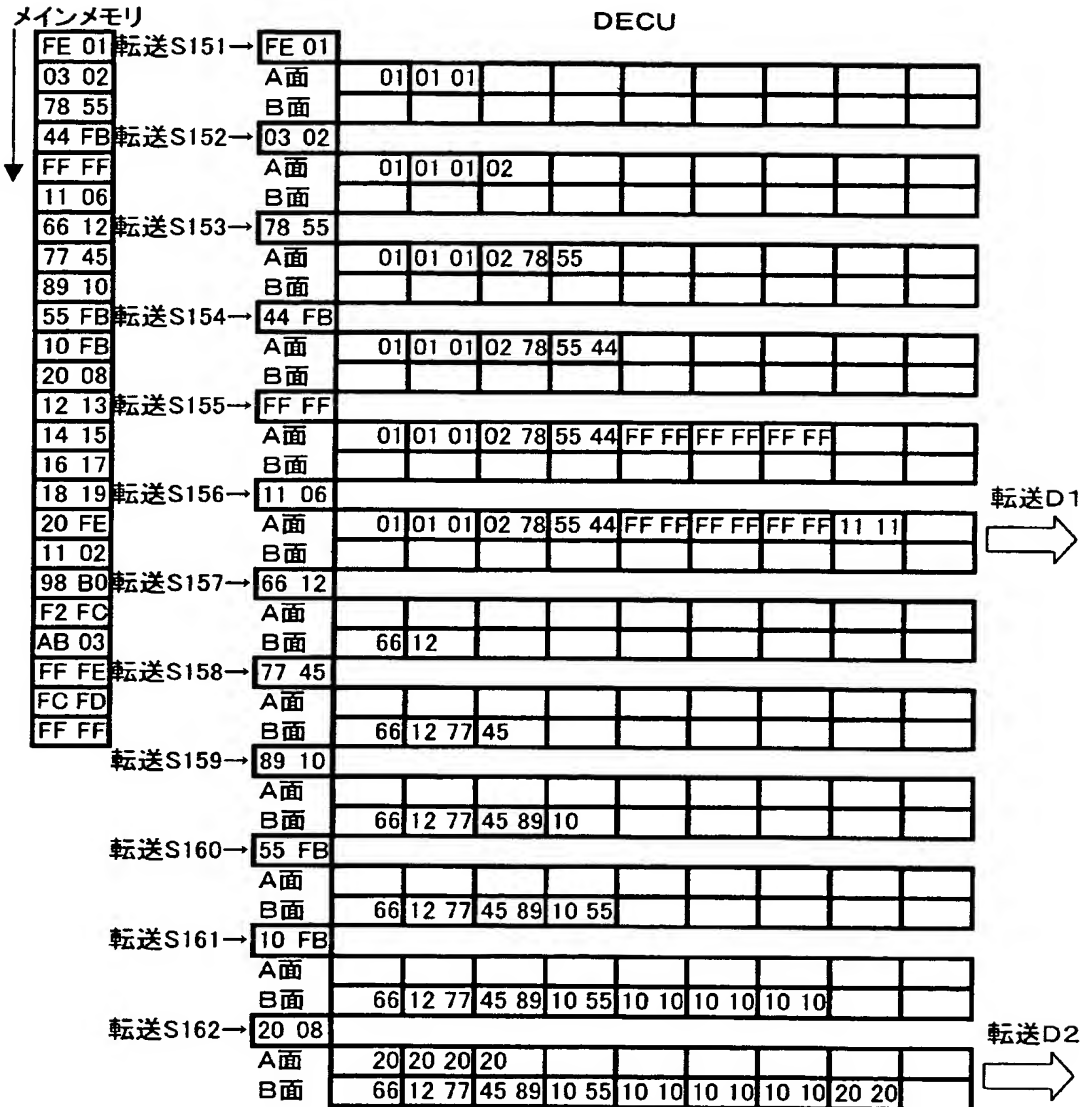 メインメモリ DECU
FE 01 転送S151→ FE 01
03 02 A面 01 01 01
78 55 B面
44 FB 転送S152→ 03 02
FF FF A面 01 01 01 02
11 06 B面
66 12 転送S153→ 78 55
77 45 A面 01 01 01 02 78 55
89 10 B面
55 FB 転送S154→ 44 FB
10 FB A面 01 01 01 02 78 55 44
20 08 B面
12 13 転送S155→ FF FF
14 15 A面 01 01 01 02 78 55 44 FF FF FF FF FF FF
16 17 B面
18 19 転送S156→ 11 06 転送D1
20 FE A面 01 01 01 02 78 55 44 FF FF FF FF FF FF 11 11
11 02 B面
98 B0 転送S157→ 66 12
F2 FC A面
AB 03 B面 66 12
FF FE 転送S158→ 77 45
FC FD A面
FF FF B面 66 12 77 45
転送S159→ 89 10
A面
B面 66 12 77 45 89 10
転送S160→ 55 FB
A面
B面 66 12 77 45 89 10 55
転送S161→ 10 FB
A面
B面 66 12 77 45 89 10 55 10 10 10 10 10 10
転送S162→ 20 08 転送D2
A面 20 20 20 20
B面 66 12 77 45 89 10 55 10 10 10 10 10 10 20 20